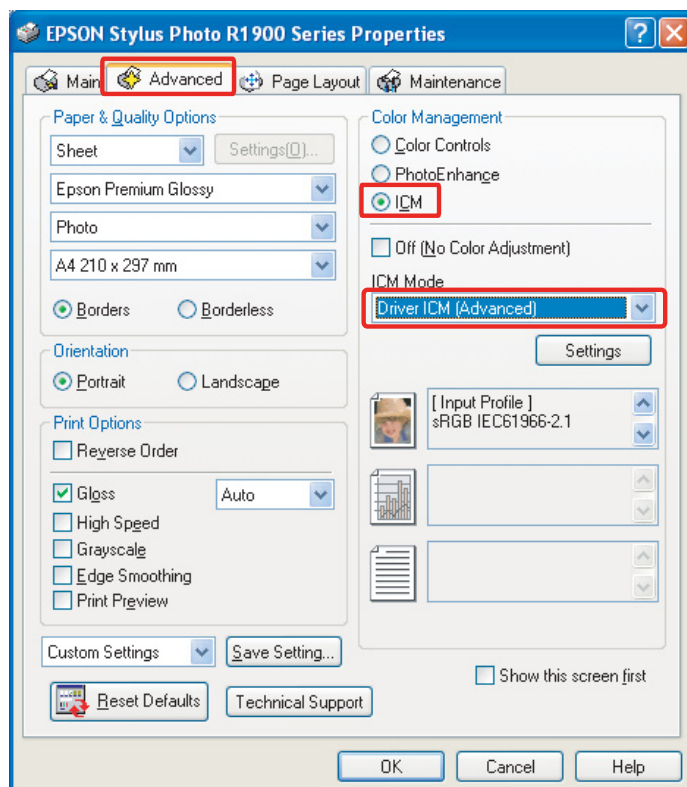 EPSON Stylus Photo R1900 Series Properties
Main
Advanced
Page Layout
Maintenance
Paper & Quality Options
Sheet
Settings(O)...
Epson Premium Glossy
Photo
A4 210 x 297 mm
Borders
Borderless
Orientation
Portrait
Landscape
Print Options
Reverse Order
Gloss
Auto
High Speed
Grayscale
Edge Smoothing
Print Preview
Custom Settings
Save Setting...
Reset Defaults
Technical Support
Color Management
Color Controls
PhotoEnhance
ICM
Off (No Color Adjustment)
ICM Mode
Driver ICM (Advanced)
Settings
[ Input Profile ]
sRGB IEC61966-2.1
Show this screen first
OK
Cancel
Help